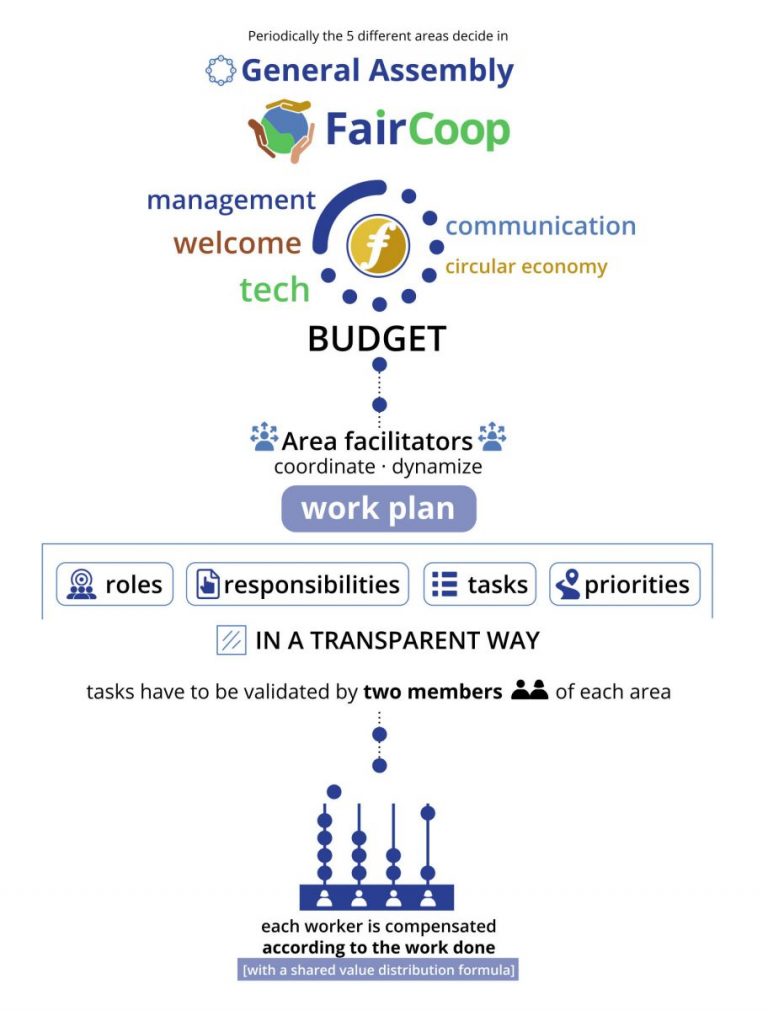 Periodically the 5 different areas decide in
General Assembly
FairCoop
management
communication
welcome
circular economy
tech
BUDGET
Area facilitators
coordinate · dynamize
work plan
roles
responsibilities
tasks
priorities
IN A TRANSPARENT WAY
tasks have to be validated by two members of each area
each worker is compensated
according to the work done
[with a shared value distribution formula]